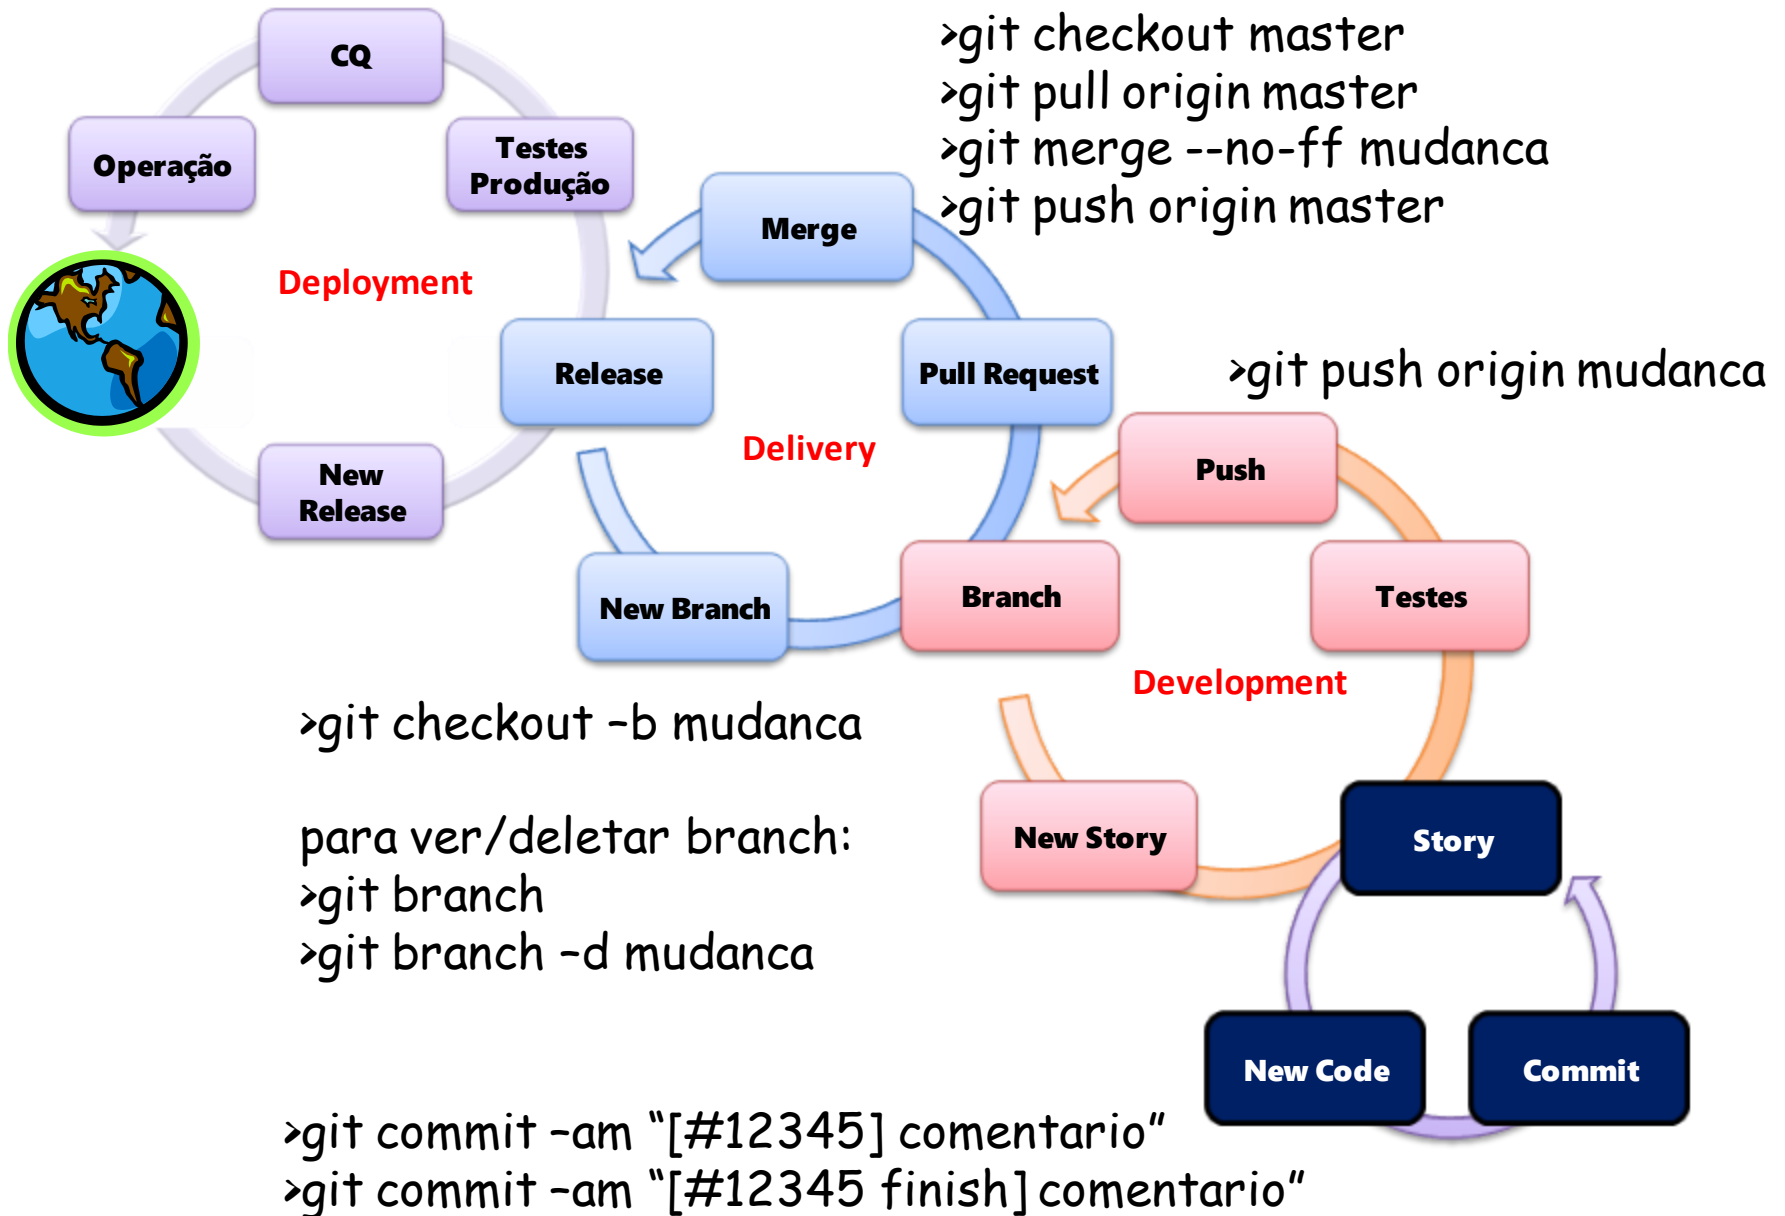 CQ
Operação
Testes
Produção
Deployment
Release
New
Release
>git checkout master
>git pull origin master
>git merge --no-ff mudanca
>git push origin master
Merge
Pull Request
Delivery
New Branch
>git push origin mudanca
Push
Branch
Testes
Development
New Story
Story
New Code
Commit
>git checkout –b mudanca
para ver/deletar branch:
>git branch
>git branch –d mudanca
>git commit –am “[#12345] comentario”
>git commit –am “[#12345 finish] comentario”